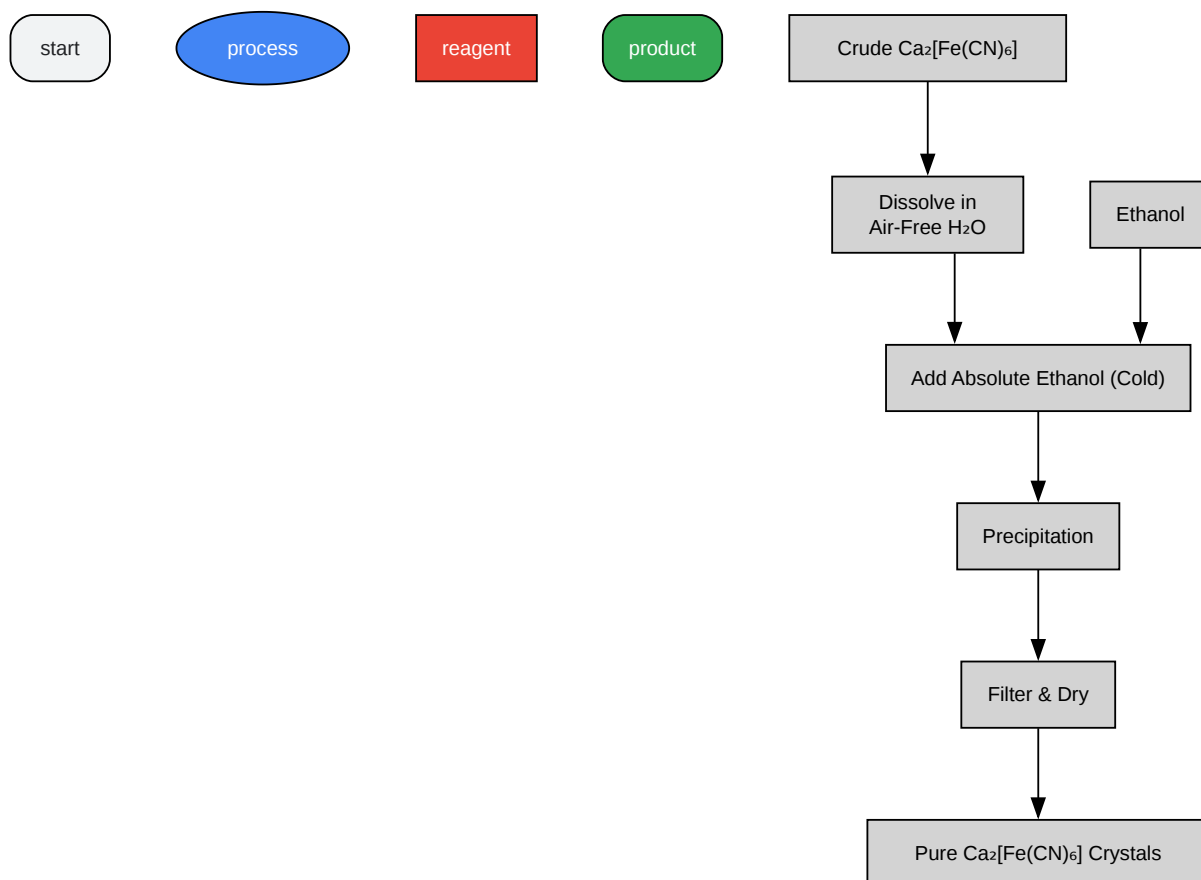 start
process
reagent
product
Crude Ca₂[Fe(CN)₆]
Dissolve in
Air-Free H₂O
Ethanol
Add Absolute Ethanol (Cold)
Precipitation
Filter & Dry
Pure Ca₂[Fe(CN)₆] Crystals